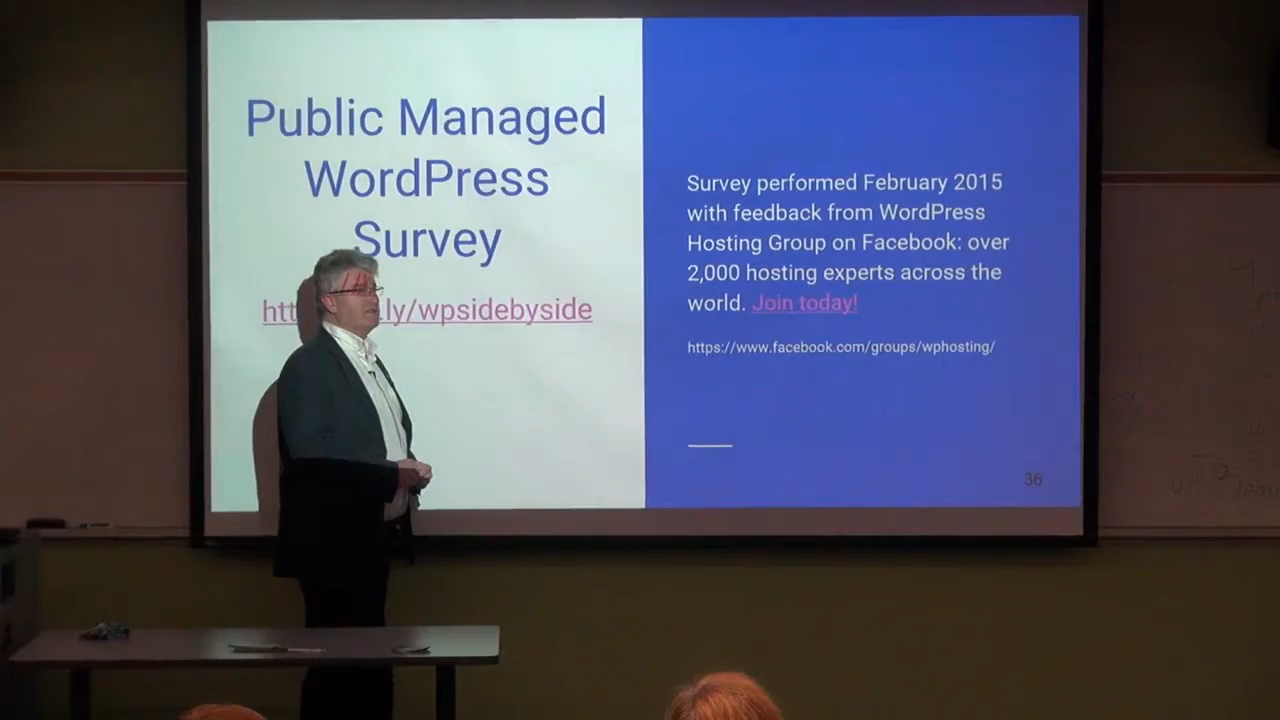 Public Managed
WordPress
Survey
.ly/wpsidebyside
Survey performed February 2015
with feedback from WordPress
Hosting Group on Facebook: over
2,000 hosting experts across the
world. Join today!
https://www.facebook.com/groups/wphosting/
36